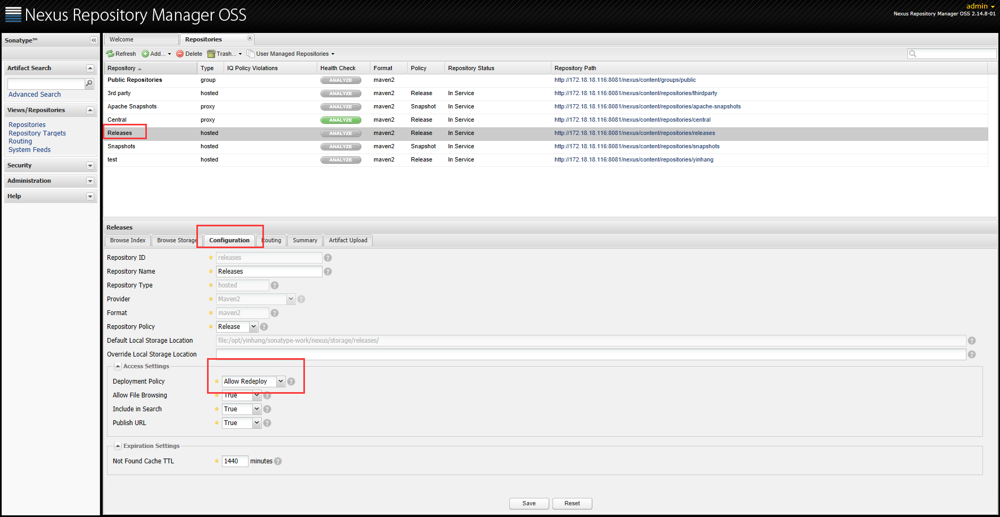 Nexus Repository Manager OSS
admin
Nexus Repository Manager OSS 2.14.8-01
Sonatype™
Artifact Search
Advanced Search
Views/Repositories
Repositories
Repository Targets
Routing
System Feeds
Security
Administration
Help
Welcome
Repositories
Refresh Add... Delete Trash... User Managed Repositories
Repository Type IQ Policy Violations Health Check Format Policy Repository Status Repository Path
Public Repositories group ANALYZE maven2 http://172.18.18.116:8081/nexus/content/groups/public
3rd party hosted ANALYZE maven2 Release In Service http://172.18.18.116:8081/nexus/content/repositories/thirdparty
Apache Snapshots proxy ANALYZE maven2 Snapshot In Service http://172.18.18.116:8081/nexus/content/repositories/apache-snapshots
Central proxy ANALYZE maven2 Release In Service http://172.18.18.116:8081/nexus/content/repositories/central
Releases hosted ANALYZE maven2 Release In Service http://172.18.18.116:8081/nexus/content/repositories/releases
Snapshots hosted ANALYZE maven2 Snapshot In Service http://172.18.18.116:8081/nexus/content/repositories/snapshots
test hosted ANALYZE maven2 Release In Service http://172.18.18.116:8081/nexus/content/repositories/yinhang
Releases
Browse Index Browse Storage Configuration Routing Summary Artifact Upload
Repository ID releases
Repository Name Releases
Repository Type hosted
Provider Maven2
Format maven2
Repository Policy Release
Default Local Storage Location file:/opt/yinhang/sonatype-work/nexus/storage/releases/
Override Local Storage Location
Access Settings
Deployment Policy Allow Redeploy
Allow File Browsing True
Include in Search True
Publish URL True
Expiration Settings
Not Found Cache TTL 1440 minutes
Save Reset